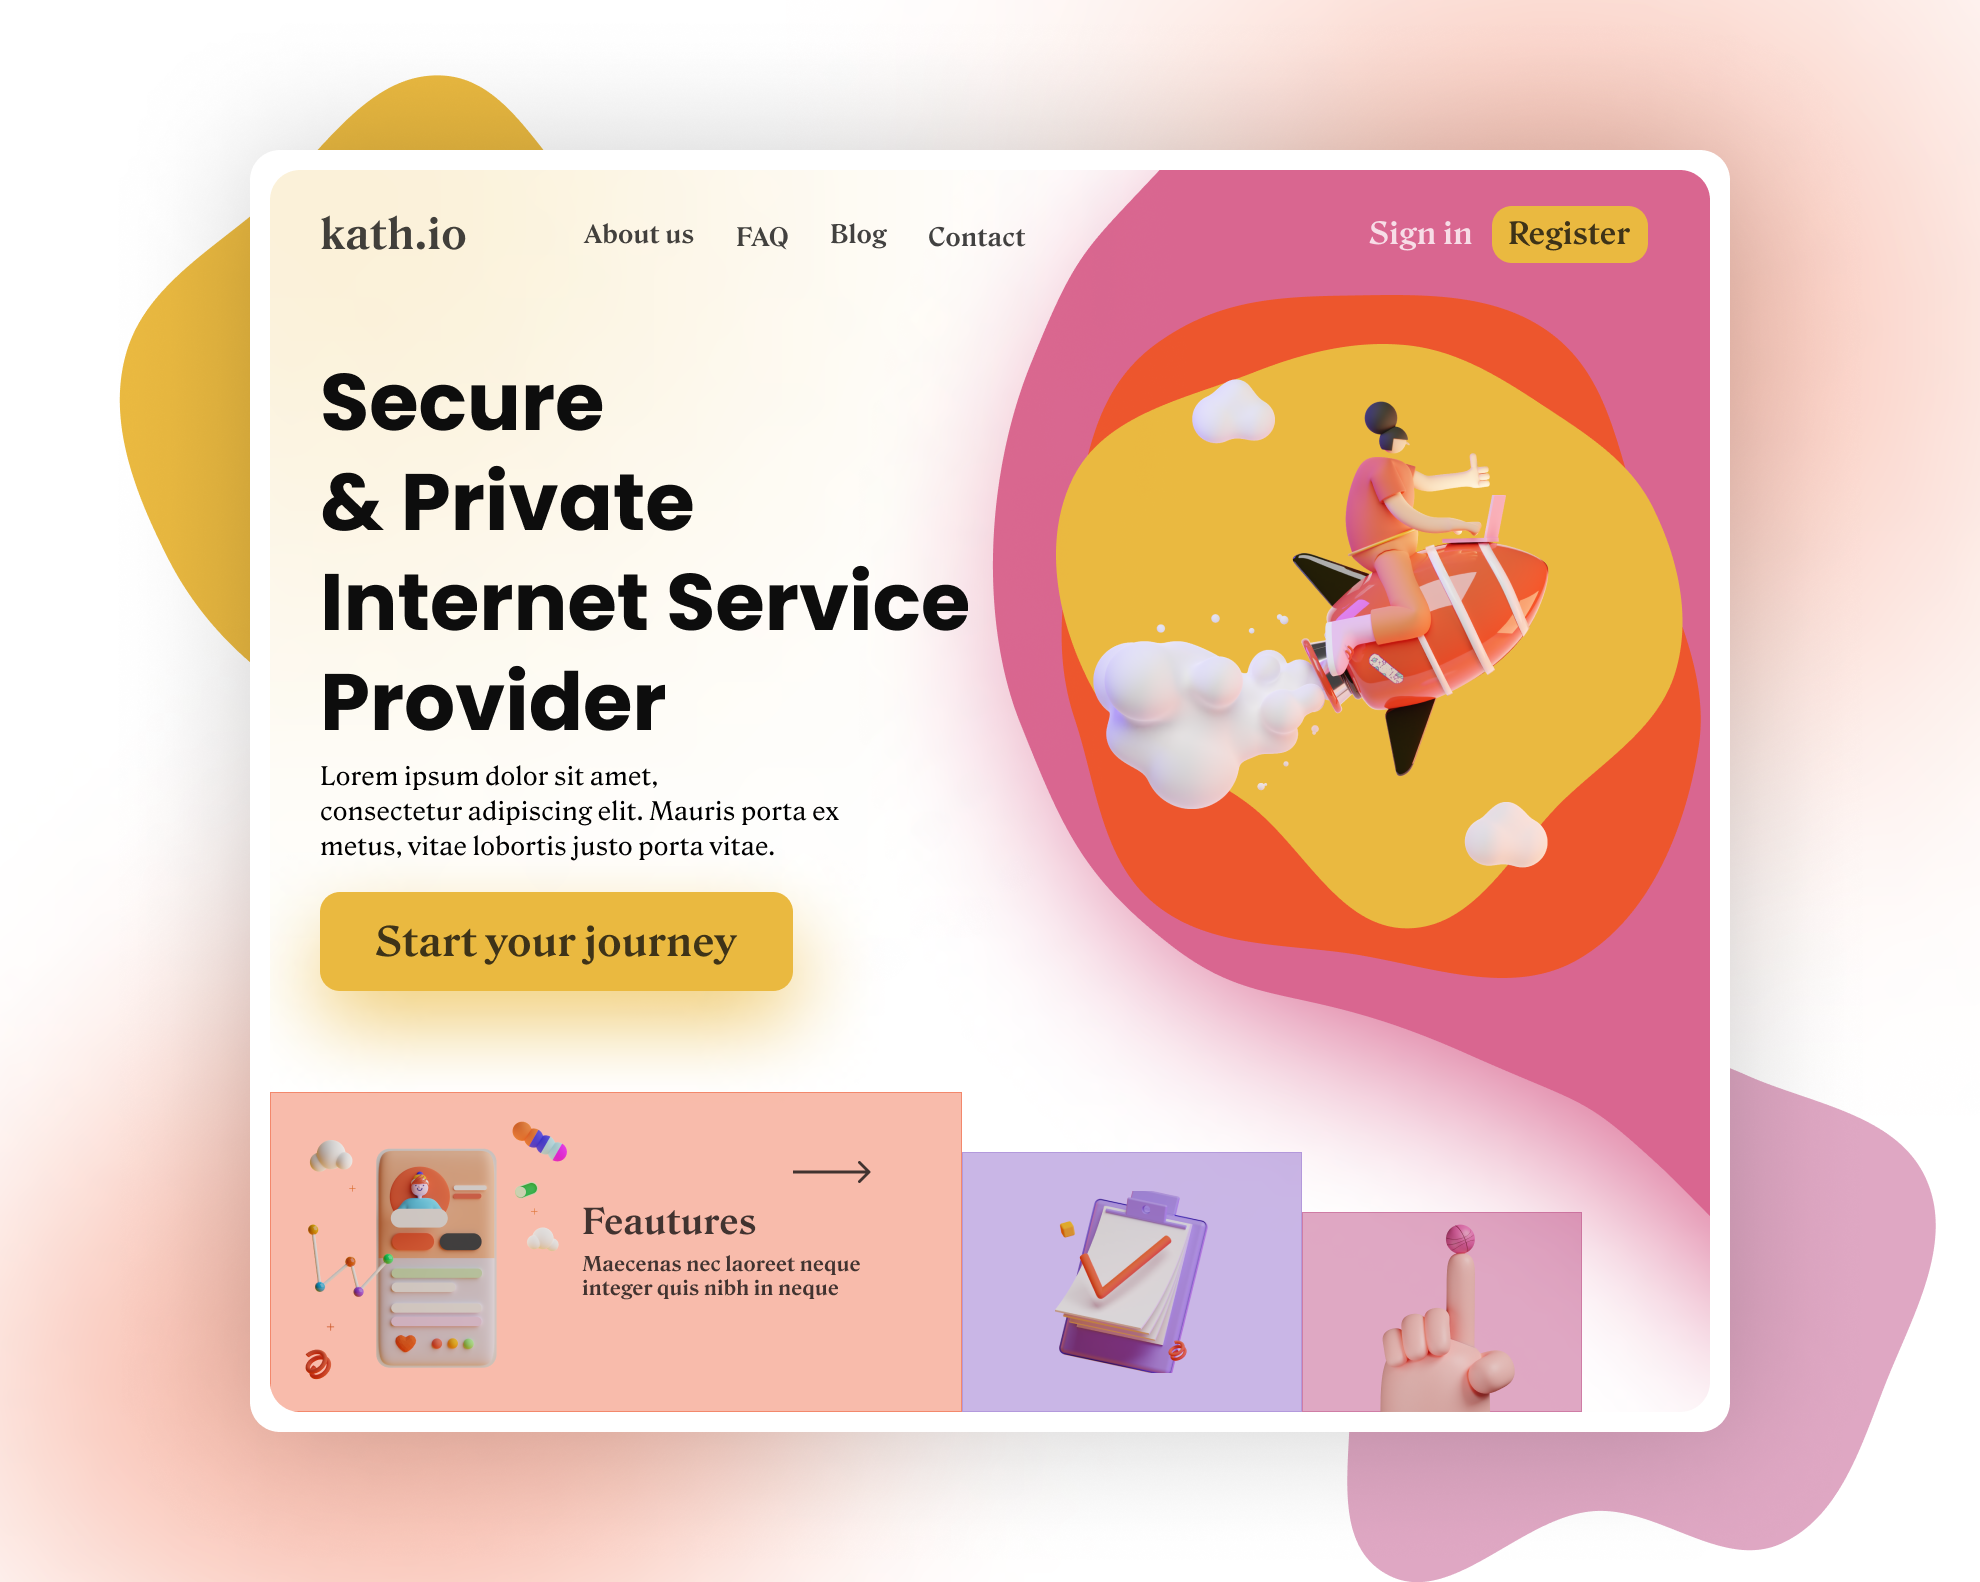 kath.io
About us
FAQ
Blog
Contact
Sign in
Register
Secure
& Private
Internet Service
Provider
Lorem ipsum dolor sit amet,
consectetur adipiscing elit. Mauris porta ex
metus, vitae lobortis justo porta vitae.
Start your journey
Feautures
Maecenas nec laoreet neque
integer quis nibh in neque